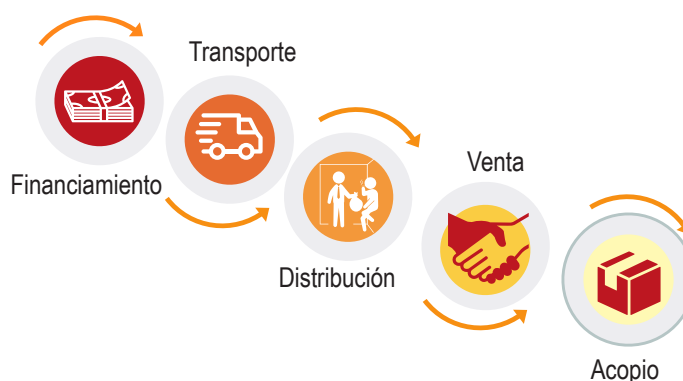 Transporte
Financiamiento
Venta
Distribución
Acopio